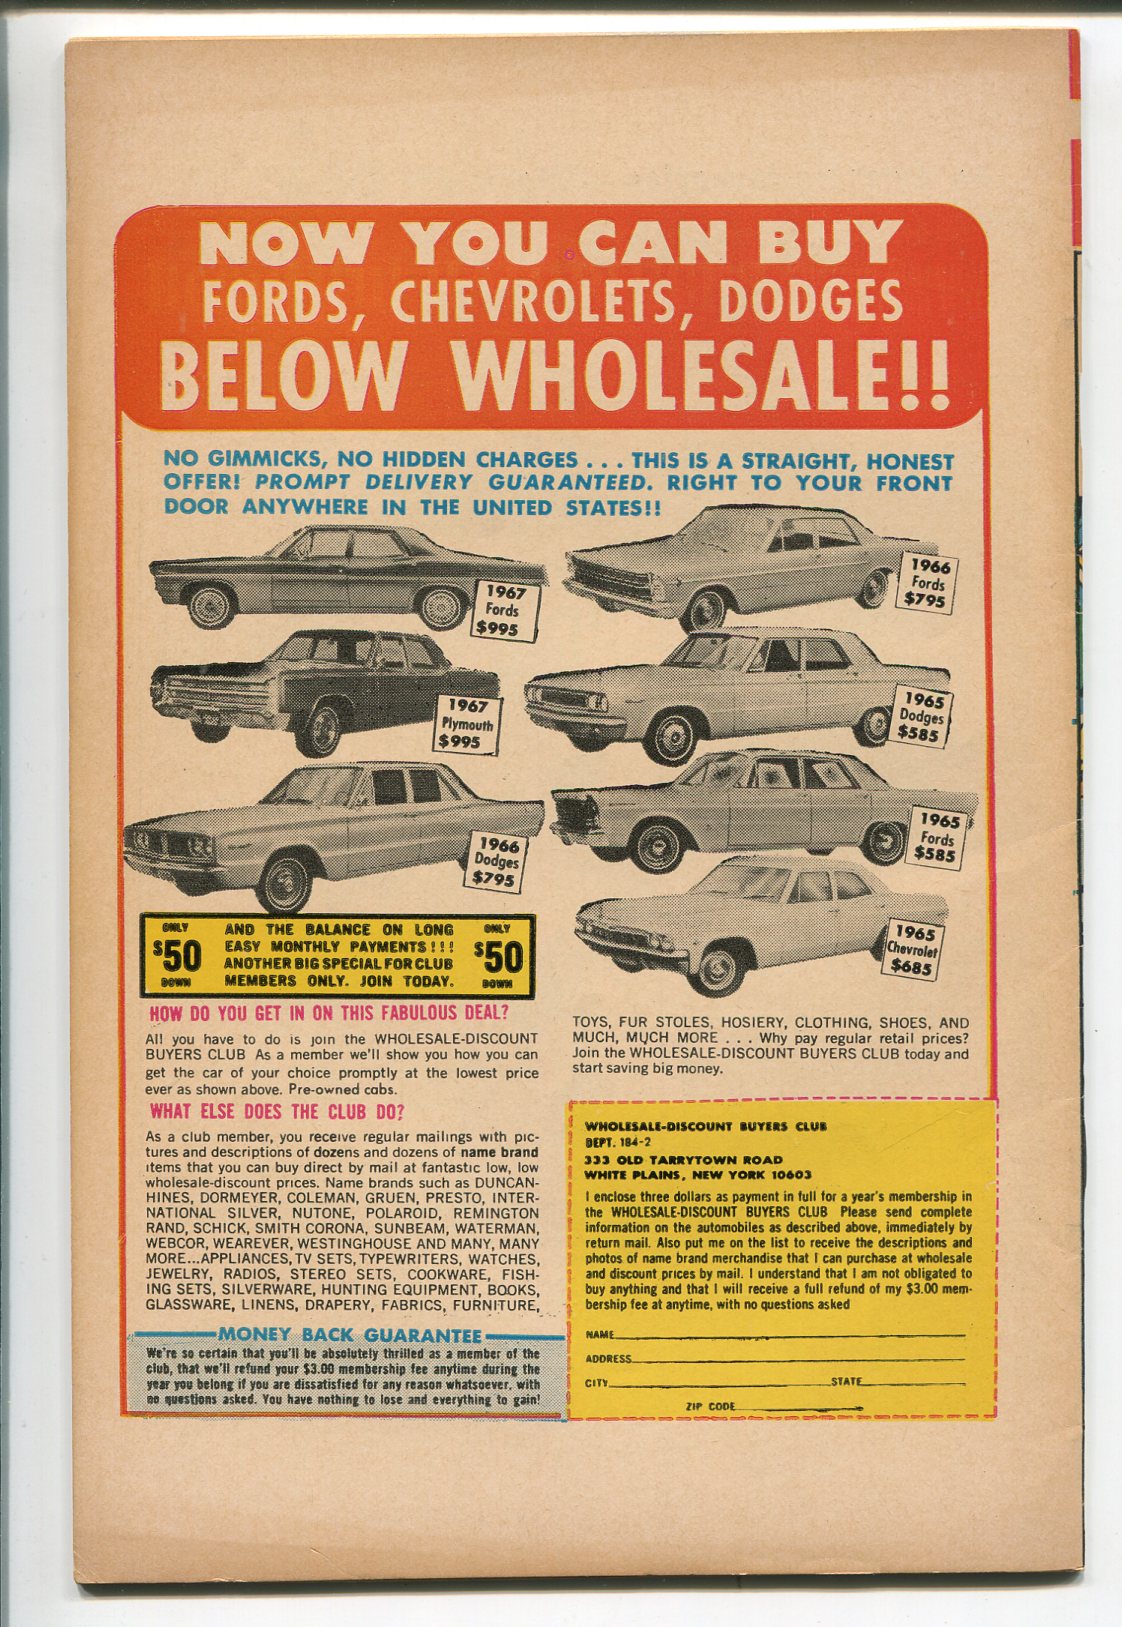 NOW YOU CAN BUY
FORDS, CHEVROLETS, DODGES
BELOW WHOLESALE!!
NO GIMMICKS, NO HIDDEN CHARGES . . . THIS IS A STRAIGHT, HONEST
OFFER! PROMPT DELIVERY GUARANTEED. RIGHT TO YOUR FRONT
DOOR ANYWHERE IN THE UNITED STATES!!
1967
Fords
$995
1966
Fords
$795
1967
Plymouth
$995
1965
Dodges
$585
1966
Dodges
$795
1965
Fords
$585
1965
Chevrolet
$685
ONLY
$50
DOWN
AND THE BALANCE ON LONG
EASY MONTHLY PAYMENTS!!!
ANOTHER BIG SPECIAL FOR CLUB
MEMBERS ONLY. JOIN TODAY.
ONLY
$50
DOWN
HOW DO YOU GET IN ON THIS FABULOUS DEAL?
All you have to do is join the WHOLESALE-DISCOUNT
BUYERS CLUB As a member we'll show you how you can
get the car of your choice promptly at the lowest price
ever as shown above. Pre-owned cabs.
WHAT ELSE DOES THE CLUB DO?
As a club member, you receive regular mailings with pic-
tures and descriptions of dozens and dozens of name brand
items that you can buy direct by mail at fantastic low, low
wholesale-discount prices. Name brands such as DUNCAN-
HINES, DORMEYER, COLEMAN, GRUEN, PRESTO, INTER-
NATIONAL SILVER, NUTONE, POLAROID, REMINGTON
RAND, SCHICK, SMITH CORONA, SUNBEAM, WATERMAN,
WEBCOR, WEAREVER, WESTINGHOUSE AND MANY, MANY
MORE...APPLIANCES, TV SETS, TYPEWRITERS, WATCHES,
JEWELRY, RADIOS, STEREO SETS, COOKWARE, FISH-
ING SETS, SILVERWARE, HUNTING EQUIPMENT, BOOKS,
GLASSWARE, LINENS, DRAPERY, FABRICS, FURNITURE,
TOYS, FUR STOLES, HOSIERY, CLOTHING, SHOES, AND
MUCH, MUCH MORE . . . Why pay regular retail prices?
Join the WHOLESALE-DISCOUNT BUYERS CLUB today and
start saving big money.
MONEY BACK GUARANTEE
We're so certain that you'll be absolutely thrilled as a member of the
club, that we'll refund your $3.00 membership fee anytime during the
year you belong if you are dissatisfied for any reason whatsoever, with
no questions asked. You have nothing to lose and everything to gain!
WHOLESALE-DISCOUNT BUYERS CLUB
DEPT. 184-2
333 OLD TARRYTOWN ROAD
WHITE PLAINS, NEW YORK 10603
I enclose three dollars as payment in full for a year's membership in
the WHOLESALE-DISCOUNT BUYERS CLUB Please send complete
information on the automobiles as described above, immediately by
return mail. Also put me on the list to receive the descriptions and
photos of name brand merchandise that I can purchase at wholesale
and discount prices by mail. I understand that I am not obligated to
buy anything and that I will receive a full refund of my $3.00 mem-
bership fee at anytime, with no questions asked
NAME
ADDRESS
CITY STATE
ZIP CODE